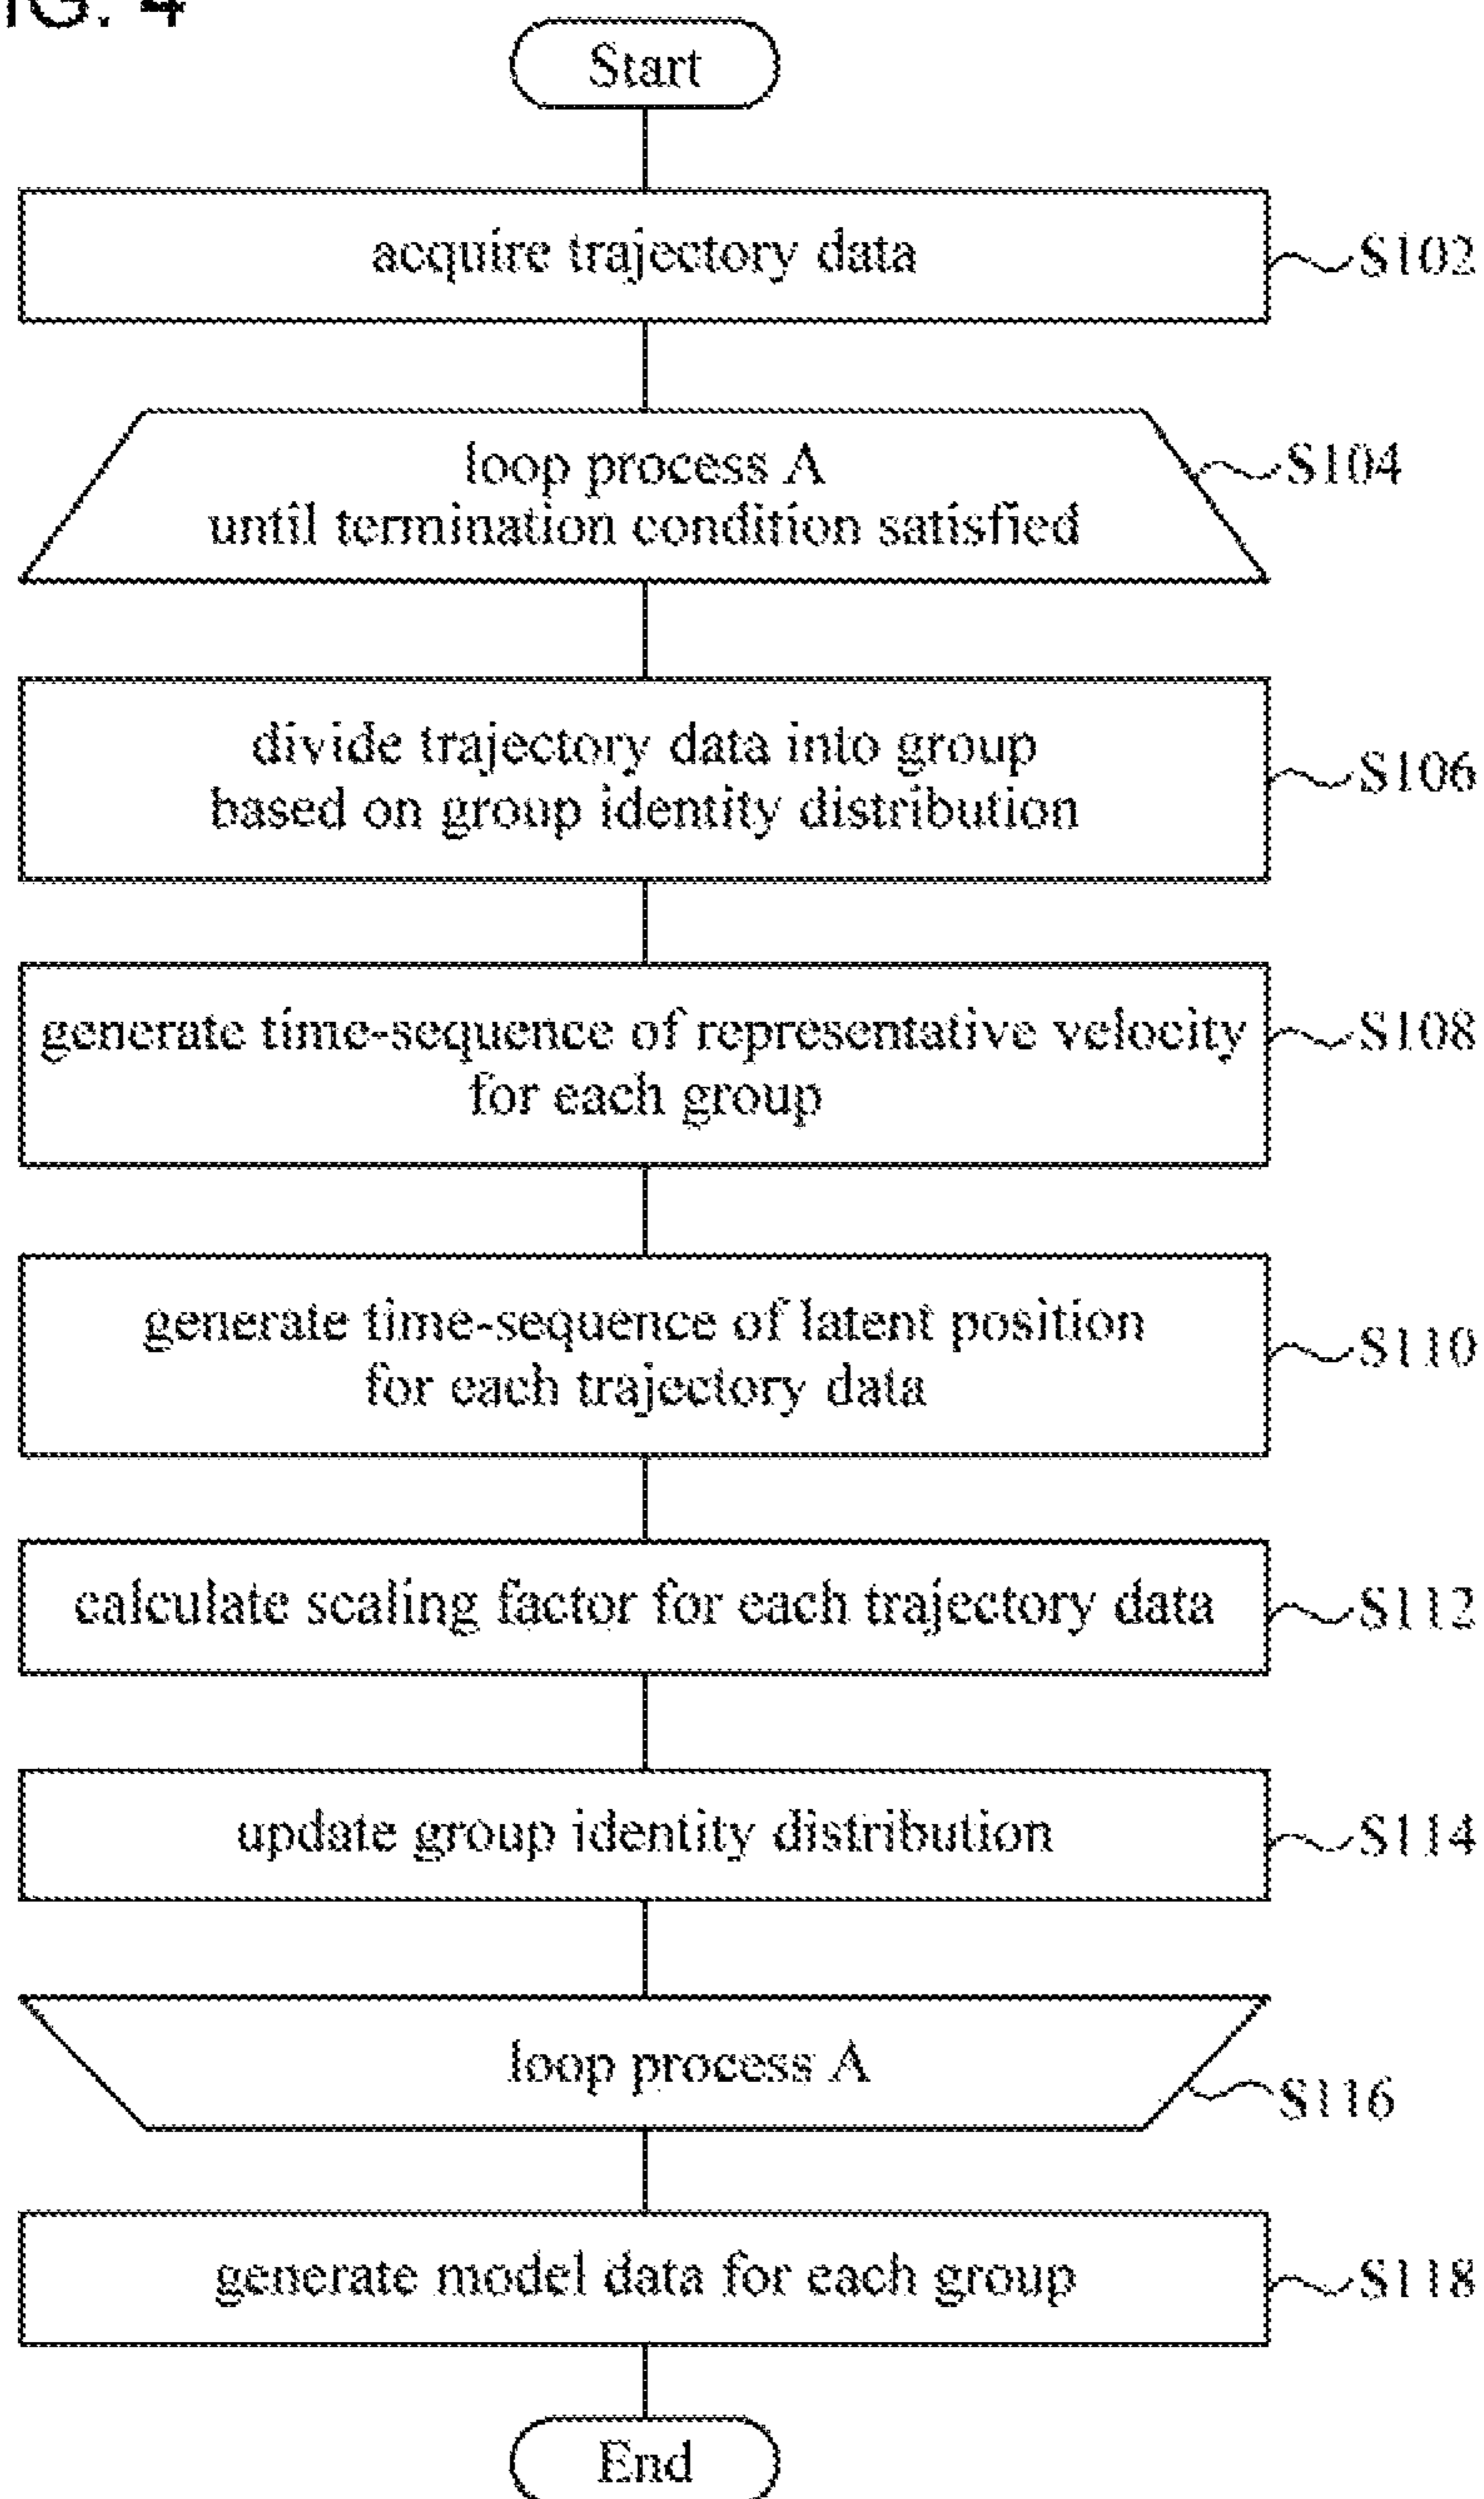 FIG. 4
Start
acquire trajectory data
S102
loop process A
until termination condition satisfied
S104
divide trajectory data into group
based on group identity distribution
S106
generate time-sequence of representative velocity
for each group
S108
generate time-sequence of latent position
for each trajectory data
S110
calculate scaling factor for each trajectory data
S112
update group identity distribution
S114
loop process A
S116
generate model data for each group
S118
End